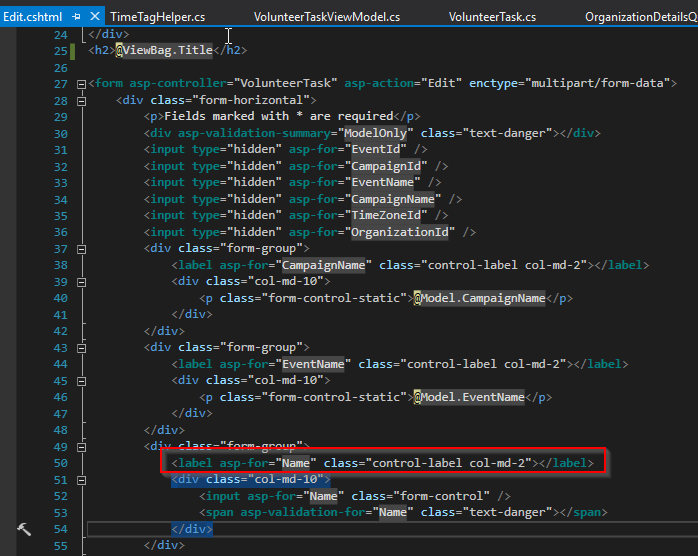 Edit.cshtml TimeTagHelper.cs VolunteerTaskViewModel.cs VolunteerTask.cs OrganizationDetailsQ
24 </div>
25 <h2>@ViewBag.Title</h2>
26
27 <form asp-controller="VolunteerTask" asp-action="Edit" enctype="multipart/form-data">
28 <div class="form-horizontal">
29 <p>Fields marked with * are required</p>
30 <div asp-validation-summary="ModelOnly" class="text-danger"></div>
31 <input type="hidden" asp-for="EventId" />
32 <input type="hidden" asp-for="CampaignId" />
33 <input type="hidden" asp-for="EventName" />
34 <input type="hidden" asp-for="CampaignName" />
35 <input type="hidden" asp-for="TimeZoneId" />
36 <input type="hidden" asp-for="OrganizationId" />
37 <div class="form-group">
38 <label asp-for="CampaignName" class="control-label col-md-2"></label>
39 <div class="col-md-10">
40 <p class="form-control-static">@Model.CampaignName</p>
41 </div>
42 </div>
43 <div class="form-group">
44 <label asp-for="EventName" class="control-label col-md-2"></label>
45 <div class="col-md-10">
46 <p class="form-control-static">@Model.EventName</p>
47 </div>
48 </div>
49 <div class="form-group">
50 <label asp-for="Name" class="control-label col-md-2"></label>
51 <div class="col-md-10">
52 <input asp-for="Name" class="form-control" />
53 <span asp-validation-for="Name" class="text-danger"></span>
54 </div>
55 </div>